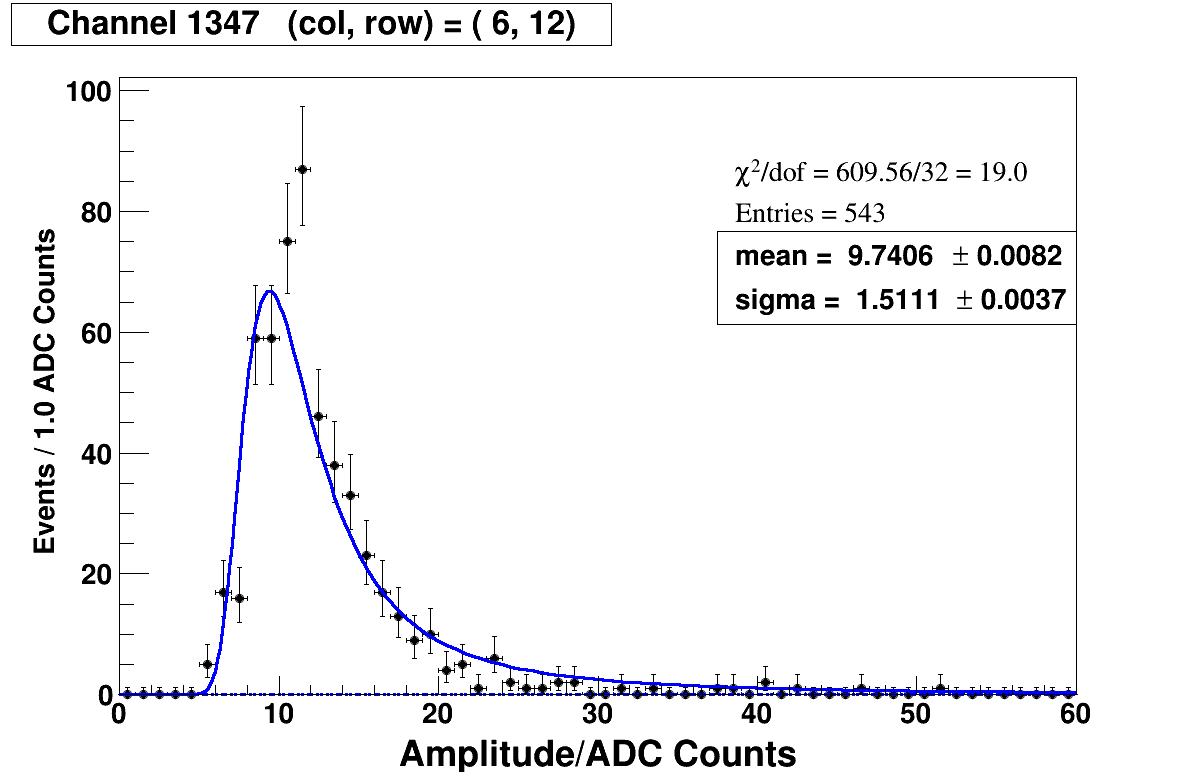 Channel 1347 (col, row) = ( 6, 12)
100
80
60
40
20
0
Events / 1.0 ADC Counts
χ²/dof = 609.56/32 = 19.0
Entries = 543
mean = 9.7406 ± 0.0082
sigma = 1.5111 ± 0.0037
0 10 20 30 40 50 60
Amplitude/ADC Counts